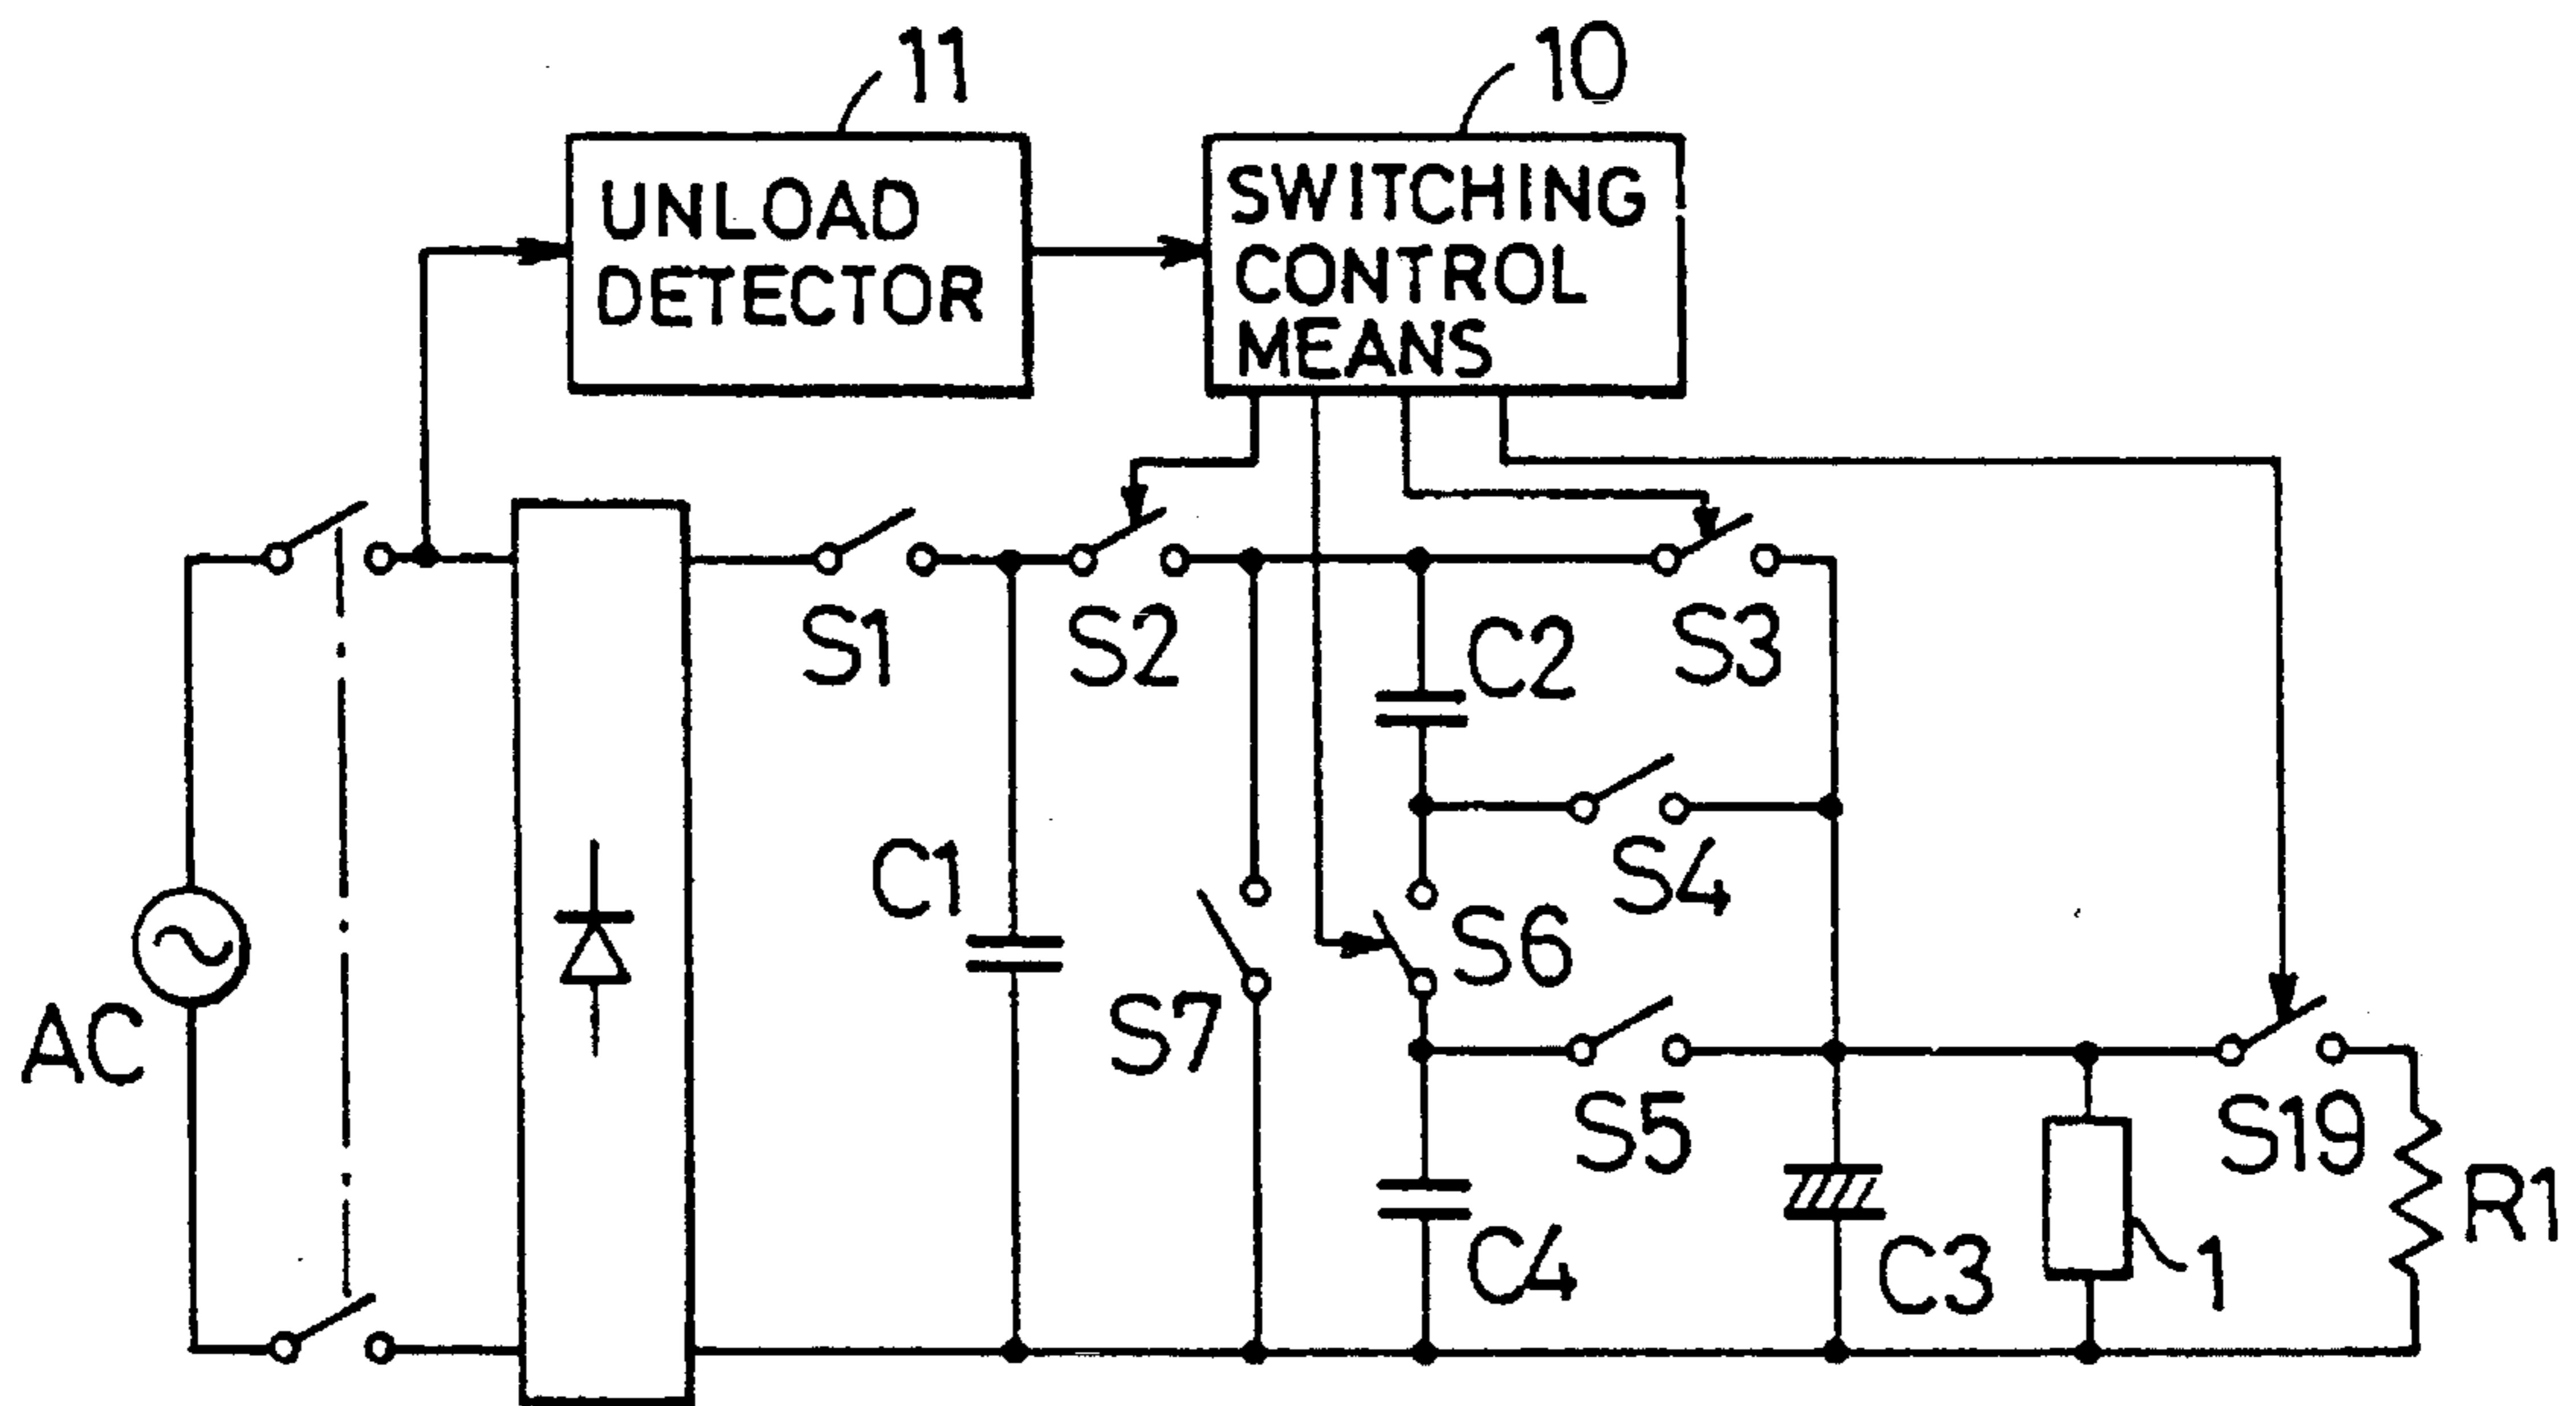 11
10
UNLOAD
DETECTOR
SWITCHING
CONTROL
MEANS
S1
S2
C2
S3
C1
S4
S6
AC
S7
S5
S19
R1
C4
C3
1